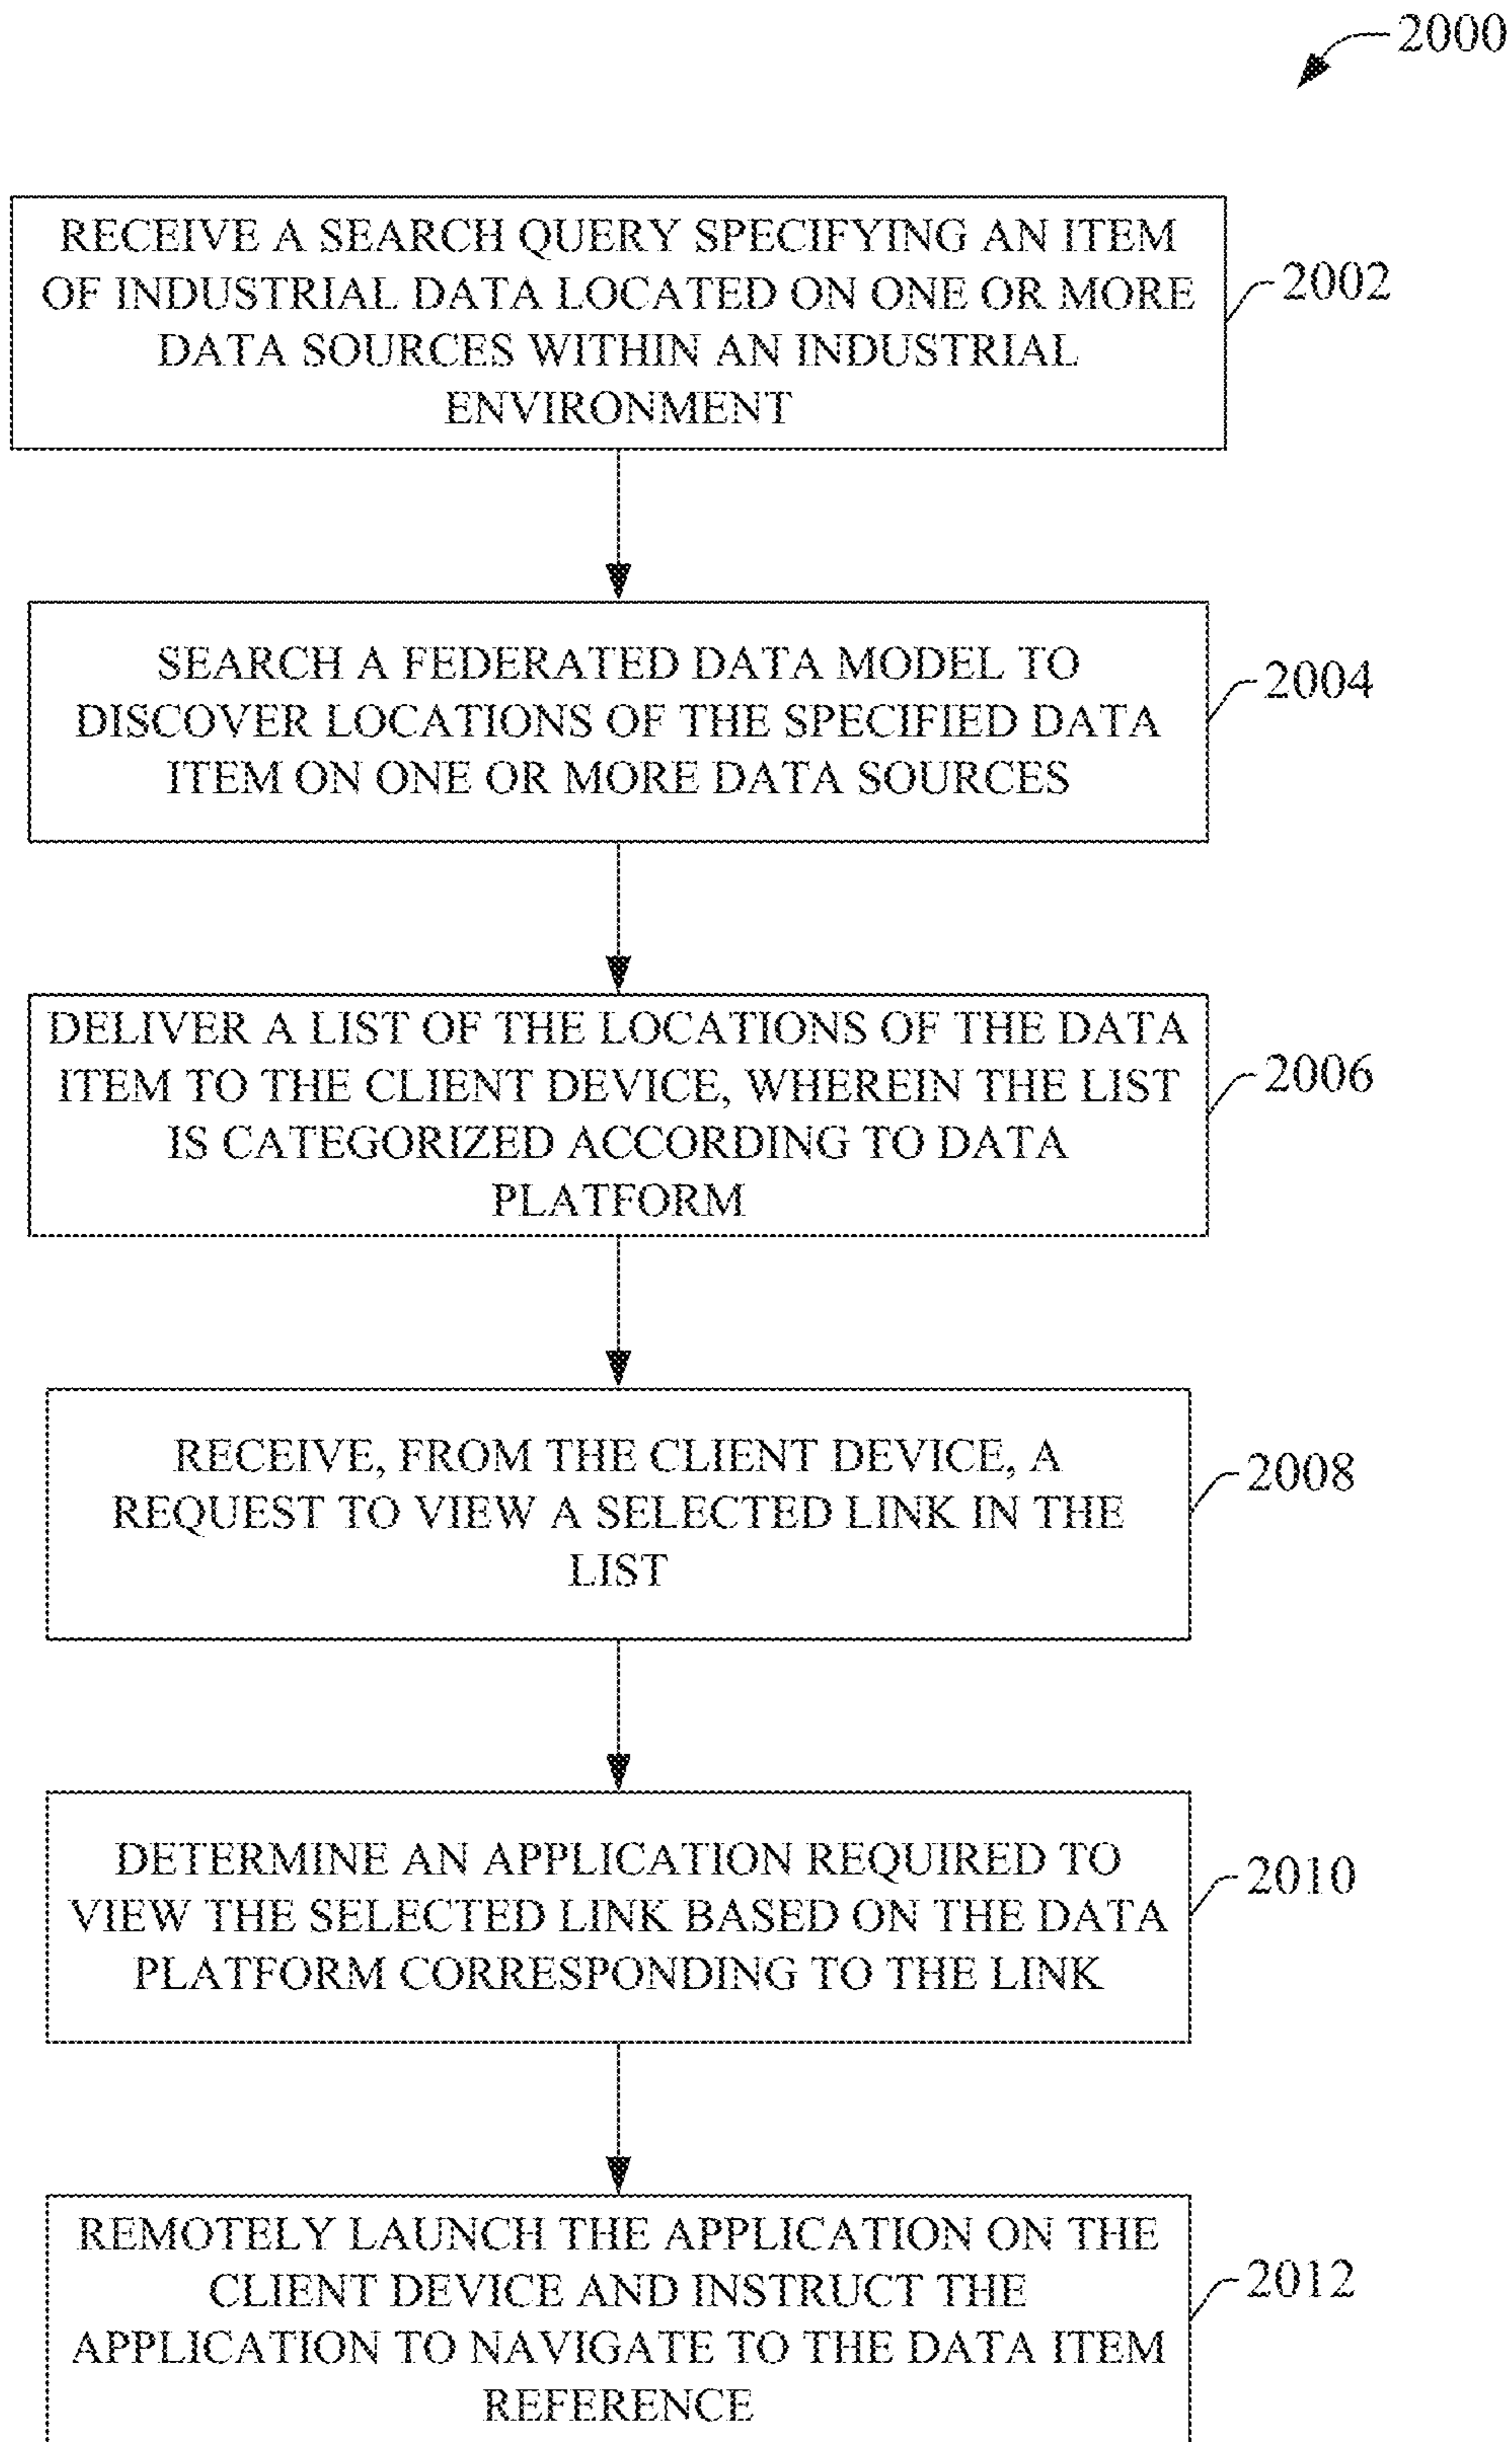 2000
RECEIVE A SEARCH QUERY SPECIFYING AN ITEM
OF INDUSTRIAL DATA LOCATED ON ONE OR MORE
DATA SOURCES WITHIN AN INDUSTRIAL
ENVIRONMENT
2002
SEARCH A FEDERATED DATA MODEL TO
DISCOVER LOCATIONS OF THE SPECIFIED DATA
ITEM ON ONE OR MORE DATA SOURCES
2004
DELIVER A LIST OF THE LOCATIONS OF THE DATA
ITEM TO THE CLIENT DEVICE, WHEREIN THE LIST
IS CATEGORIZED ACCORDING TO DATA
PLATFORM
2006
RECEIVE, FROM THE CLIENT DEVICE, A
REQUEST TO VIEW A SELECTED LINK IN THE
LIST
2008
DETERMINE AN APPLICATION REQUIRED TO
VIEW THE SELECTED LINK BASED ON THE DATA
PLATFORM CORRESPONDING TO THE LINK
2010
REMOTELY LAUNCH THE APPLICATION ON THE
CLIENT DEVICE AND INSTRUCT THE
APPLICATION TO NAVIGATE TO THE DATA ITEM
REFERENCE
2012